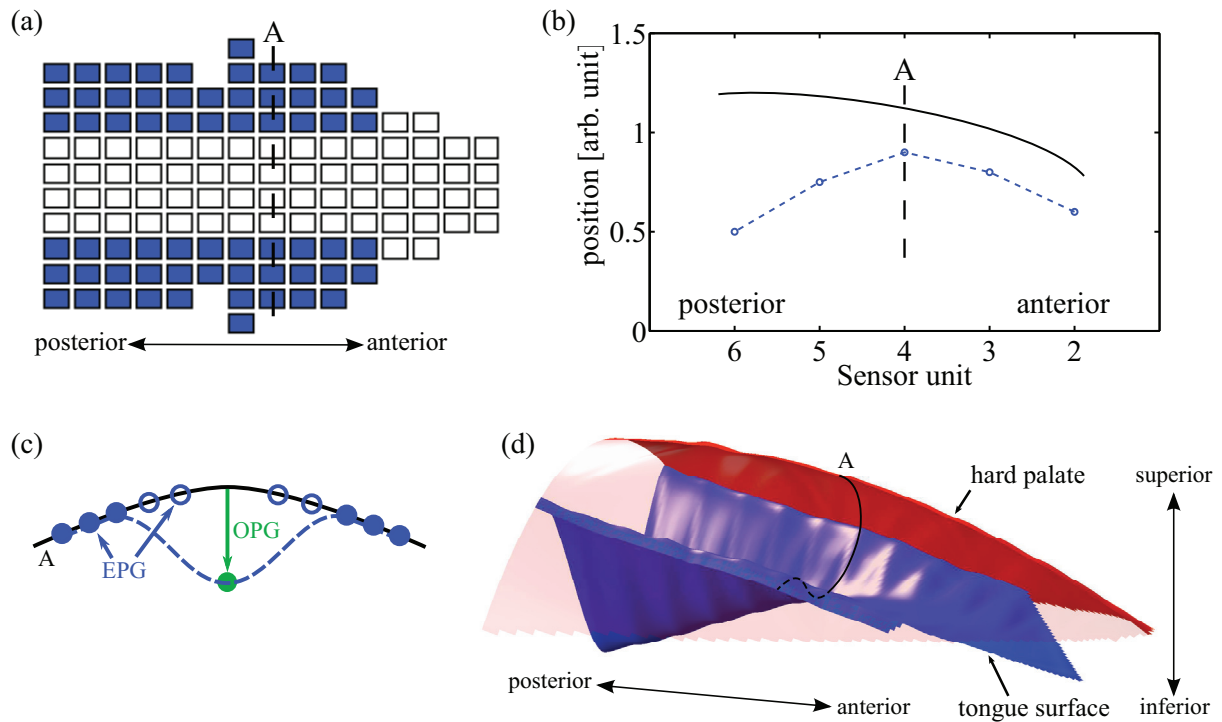 (a)
A
posterior
anterior
(b)
position [arb. unit]
1.5
1
0.5
0
A
posterior
anterior
6 5 4 3 2
Sensor unit
(c)
A
EPG
OPG
(d)
A
hard palate
superior
inferior
posterior
anterior
tongue surface